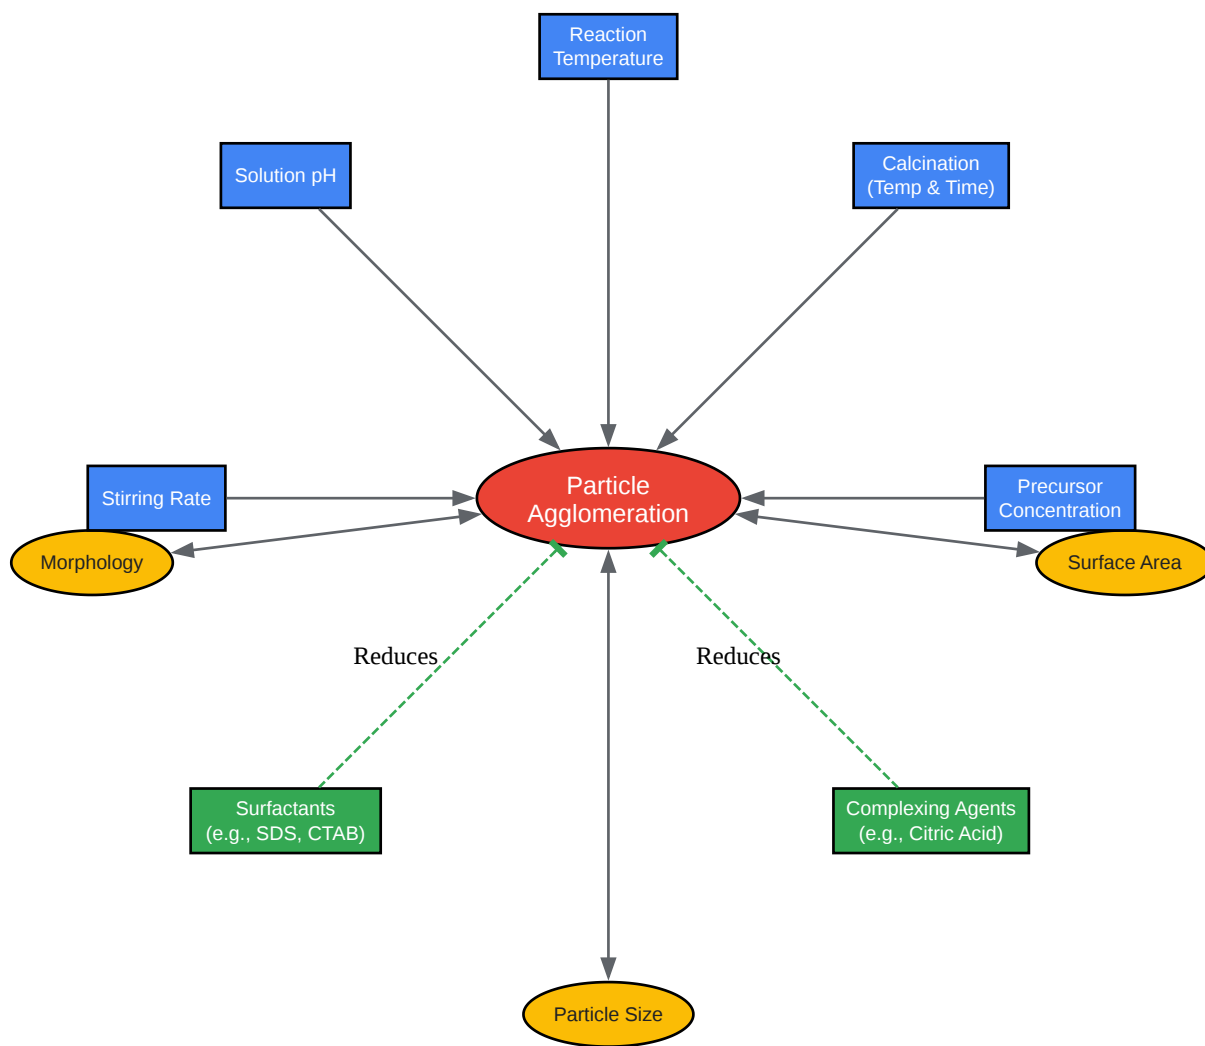 Reaction
Temperature
Solution pH
Calcination
(Temp & Time)
Stirring Rate
Particle
Agglomeration
Precursor
Concentration
Morphology
Surface Area
Reduces
Reduces
Surfactants
(e.g., SDS, CTAB)
Complexing Agents
(e.g., Citric Acid)
Particle Size